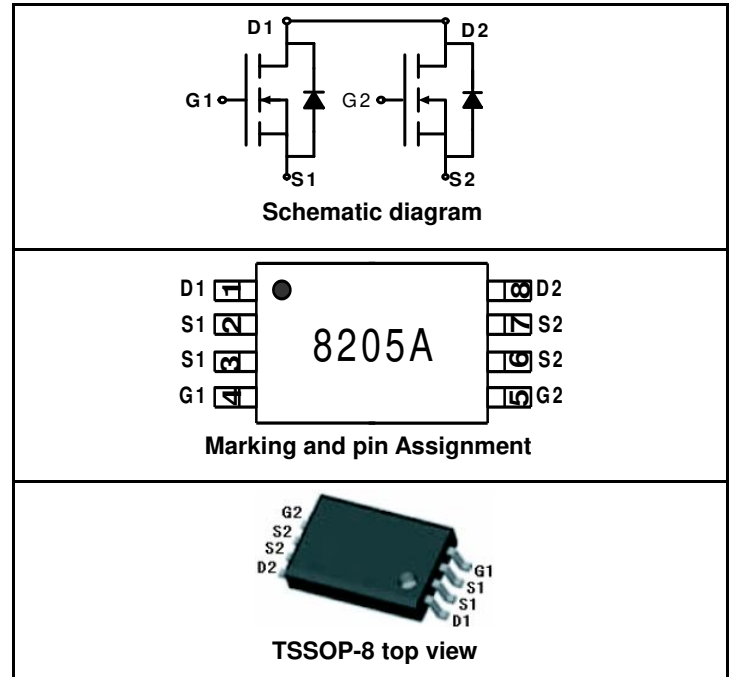 D1 D2
G1 G2
S1 S2
Schematic diagram
D1 1 8 D2
S1 2 7 S2
8205A
S1 3 6 S2
G1 4 5 G2
Marking and pin Assignment
G2
S2
S2
D2
G1
S1
S1
D1
TSSOP-8 top view